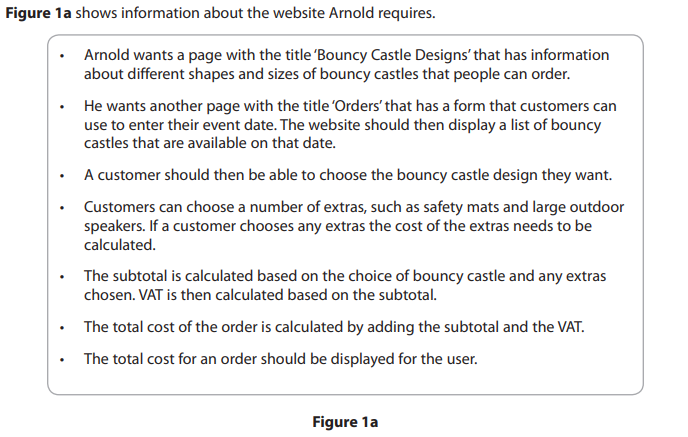 Figure 1a shows information about the website Arnold requires.
• Arnold wants a page with the title ‘Bouncy Castle Designs’ that has information
about different shapes and sizes of bouncy castles that people can order.
• He wants another page with the title ‘Orders’ that has a form that customers can
use to enter their event date. The website should then display a list of bouncy
castles that are available on that date.
• A customer should then be able to choose the bouncy castle design they want.
• Customers can choose a number of extras, such as safety mats and large outdoor
speakers. If a customer chooses any extras the cost of the extras needs to be
calculated.
• The subtotal is calculated based on the choice of bouncy castle and any extras
chosen. VAT is then calculated based on the subtotal.
• The total cost of the order is calculated by adding the subtotal and the VAT.
• The total cost for an order should be displayed for the user.
Figure 1a